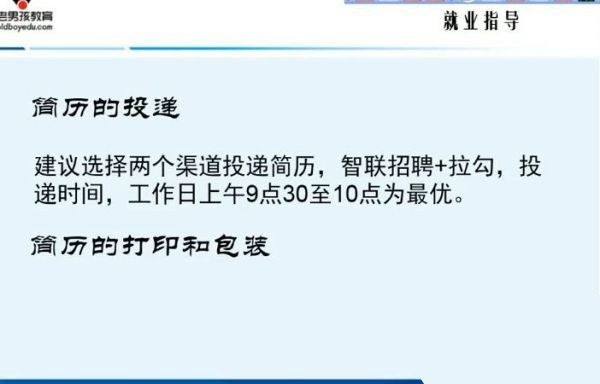 老男孩教育
oldboyedu.com
就业指导
简历的投递
建议选择两个渠道投递简历，智联招聘+拉勾，投
递时间，工作日上午9点30至10点为最优。
简历的打印和包装